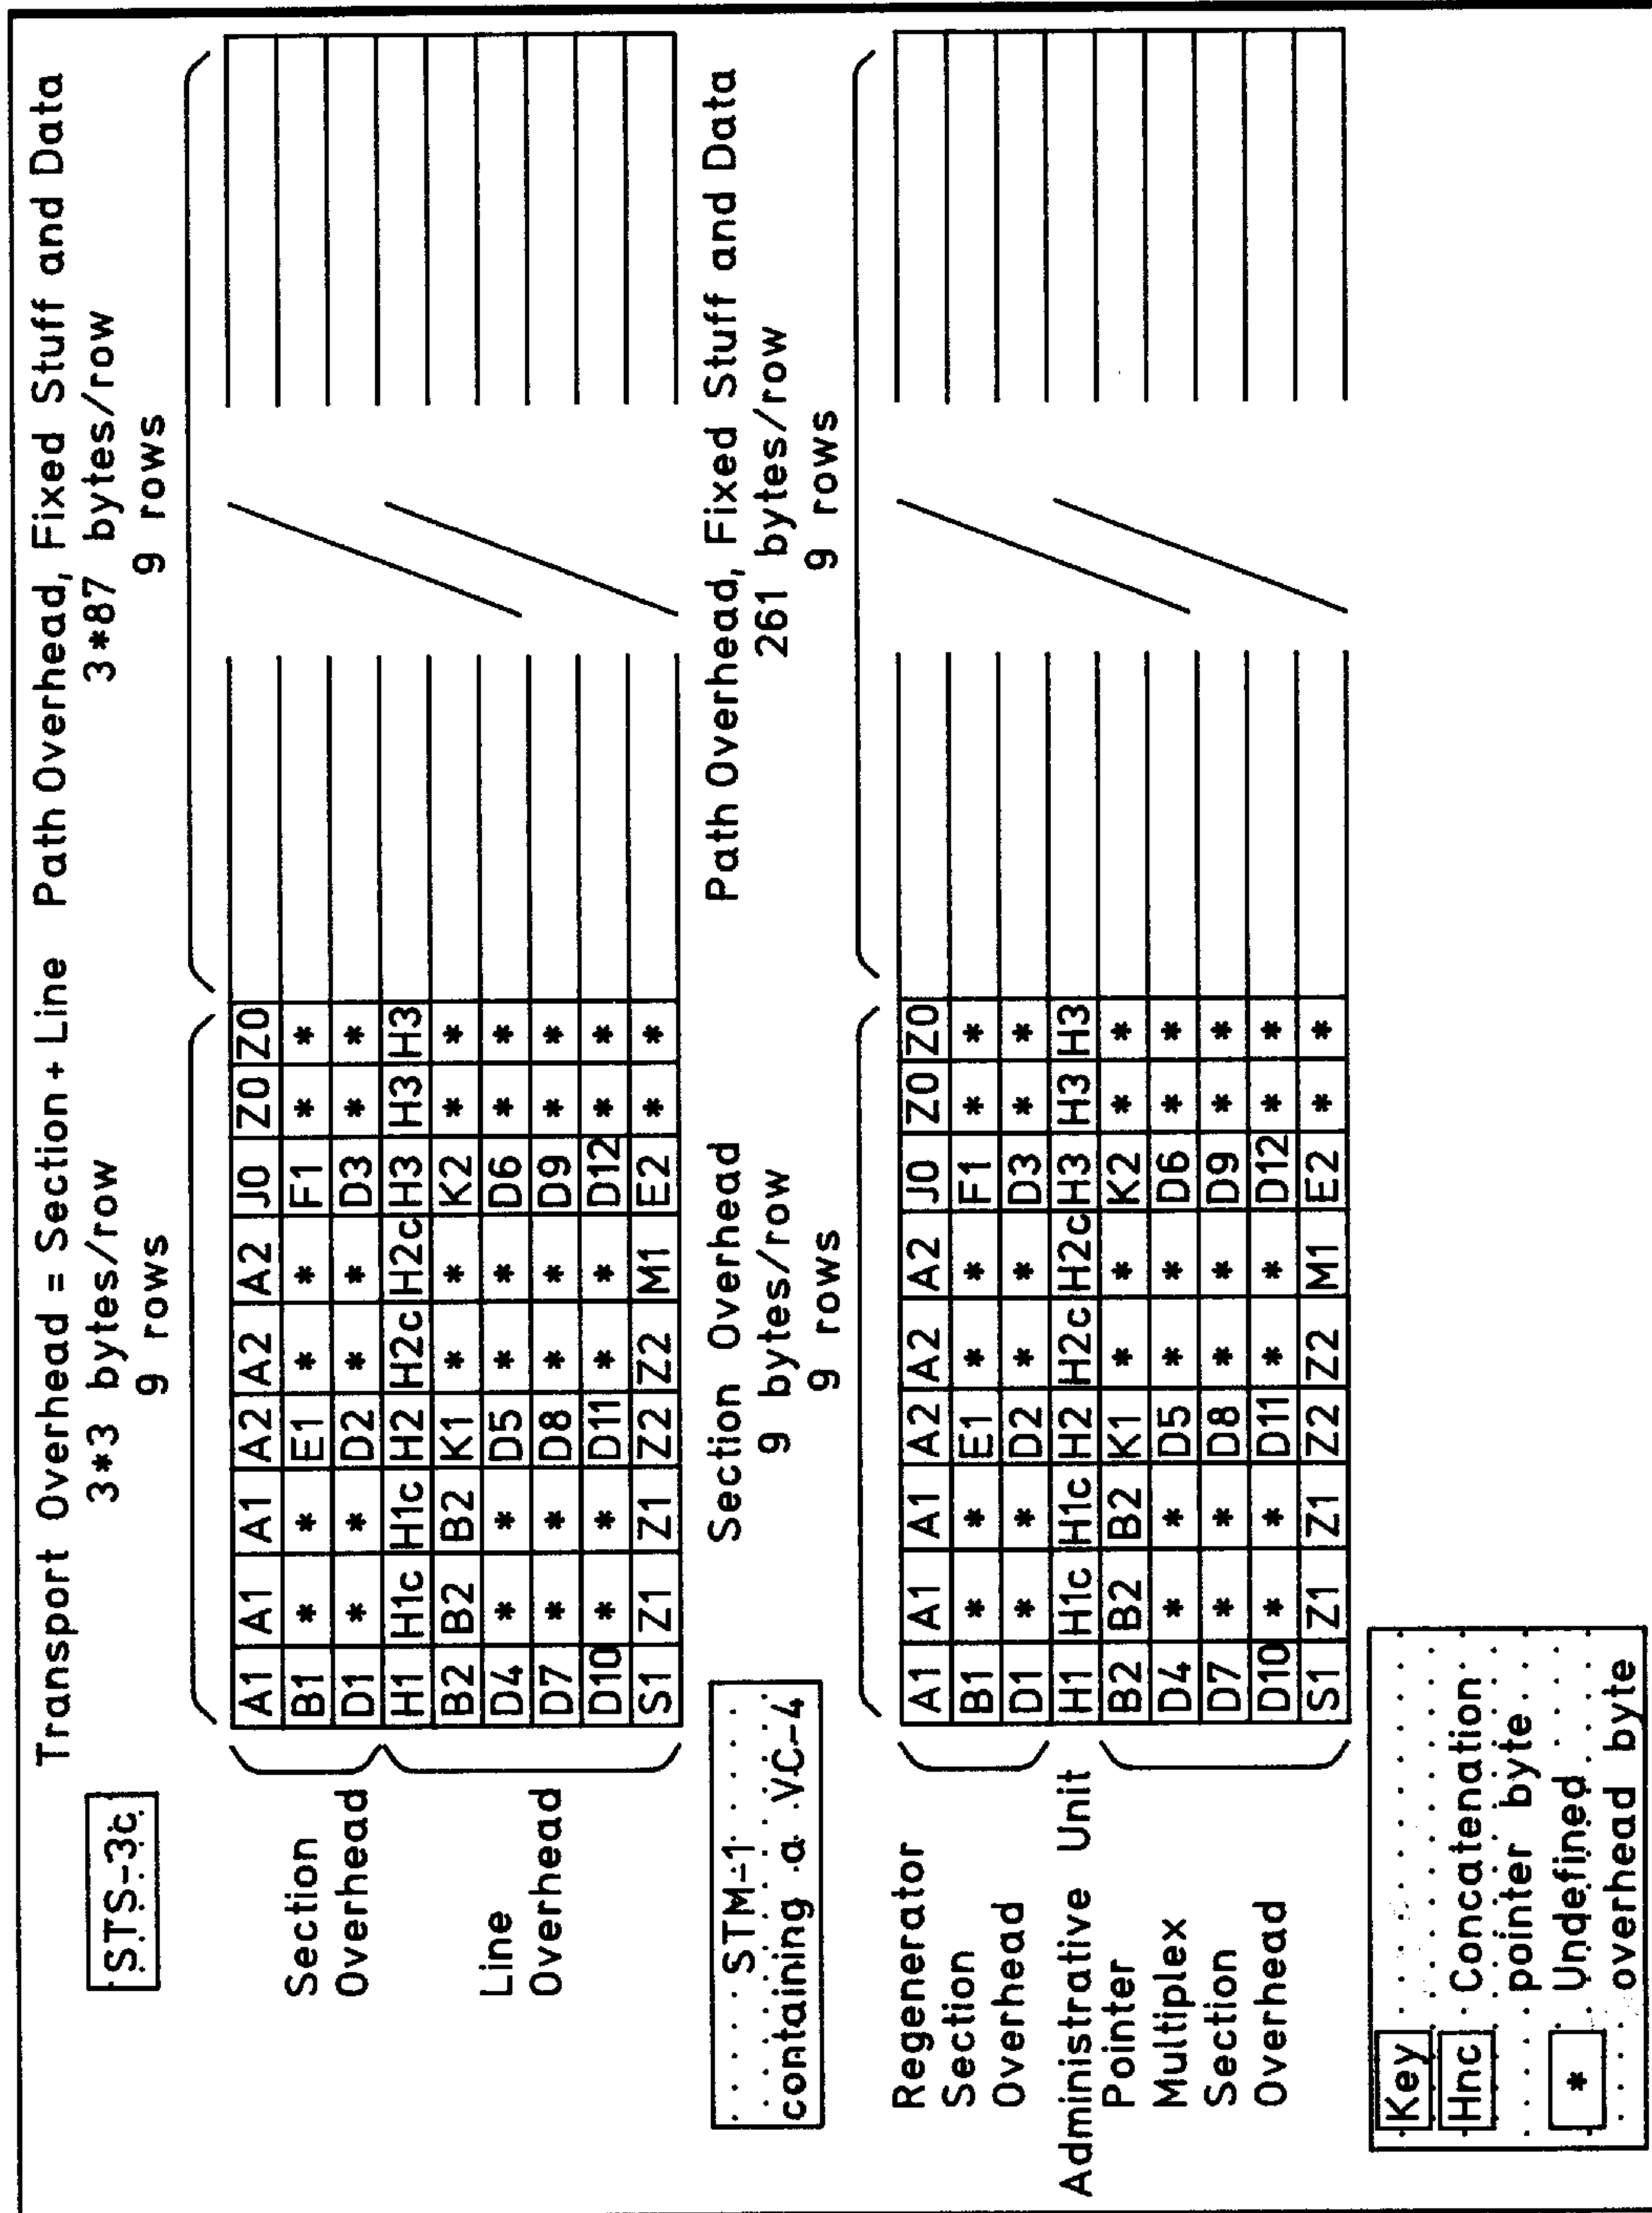 Transport Overhead = Section + Line
3*3 bytes/row
9 rows
Path Overhead, Fixed Stuff and Data
3*87 bytes/row
9 rows
STS-3c
Section
Overhead
Line
Overhead
A1 A1 A1 A2 A2 A2 J0 Z0 Z0
B1 * * E1 * * F1 * *
D1 * * D2 * * D3 * *
H1 H1c H1c H2 H2c H2c H3 H3 H3
B2 B2 B2 K1 * * K2 * *
D4 * * D5 * * D6 * *
D7 * * D8 * * D9 * *
D10 * * D11 * * D12 * *
S1 Z1 Z1 Z2 Z2 M1 E2 * *
STM-1
containing a VC-4
Section Overhead
9 bytes/row
9 rows
Path Overhead, Fixed Stuff and Data
261 bytes/row
9 rows
Regenerator
Section
Overhead
Administrative Unit
Pointer
Multiplex
Section
Overhead
A1 A1 A1 A2 A2 A2 J0 Z0 Z0
B1 * * E1 * * F1 * *
D1 * * D2 * * D3 * *
H1 H1c H1c H2 H2c H2c H3 H3 H3
B2 B2 B2 K1 * * K2 * *
D4 * * D5 * * D6 * *
D7 * * D8 * * D9 * *
D10 * * D11 * * D12 * *
S1 Z1 Z1 Z2 Z2 M1 E2 * *
Key
Hnc Concatenation
pointer byte
* Undefined
overhead byte